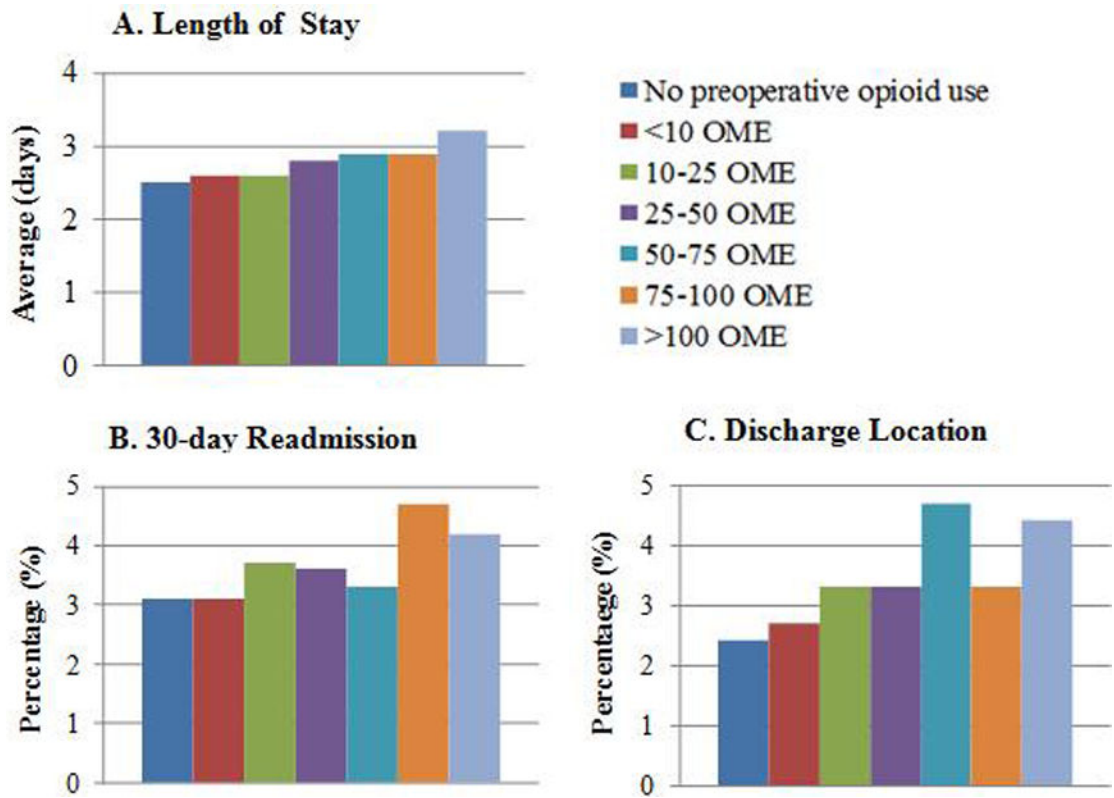 A. Length of Stay
Average (days)
4
3
2
1
0
No preoperative opioid use
<10 OME
10-25 OME
25-50 OME
50-75 OME
75-100 OME
>100 OME
B. 30-day Readmission
Percentage (%)
5
4
3
2
1
0
C. Discharge Location
Percentaege (%)
5
4
3
2
1
0